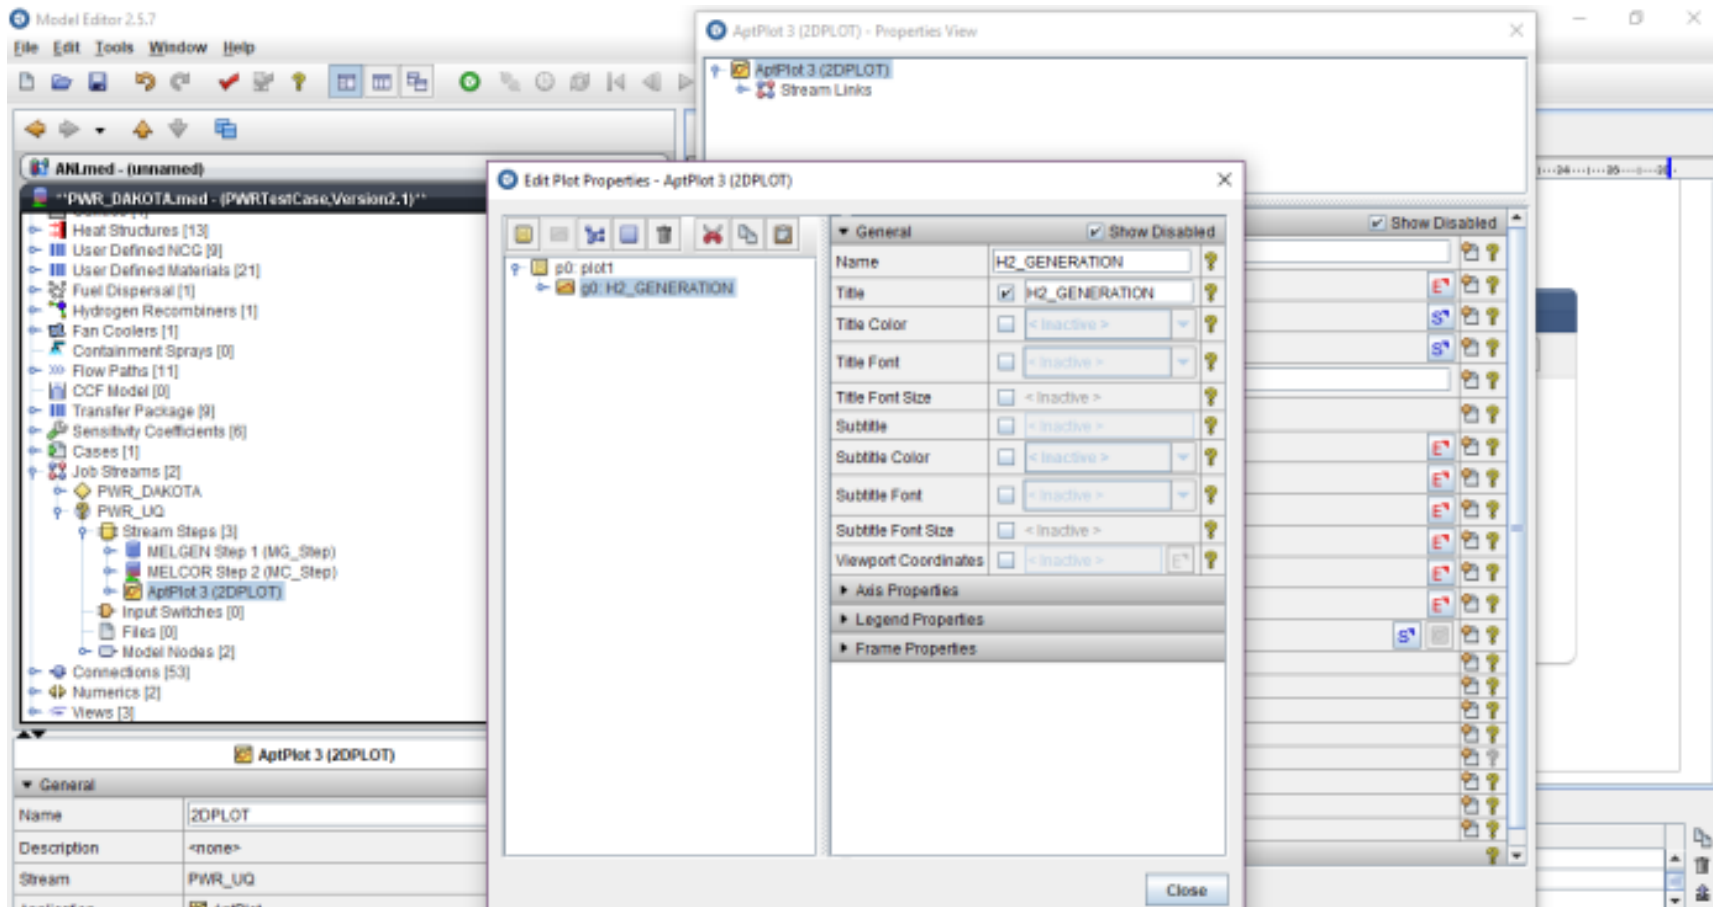 Model Editor 2.5.7
File Edit Tools Window Help
ANI.med - (unnamed)
**PWR_DAKOTA.med - (PWRTestCase,Version2.1)**
Heat Structures [13]
User Defined NCG [9]
User Defined Materials [21]
Fuel Dispersal [1]
Hydrogen Recombiners [1]
Fan Coolers [1]
Containment Sprays [0]
Flow Paths [11]
CCF Model [0]
Transfer Package [9]
Sensitivity Coefficients [6]
Cases [1]
Job Streams [2]
PWR_DAKOTA
PWR_UQ
Stream Steps [3]
MELGEN Step 1 (MG_Step)
MELCOR Step 2 (MC_Step)
AptPlot 3 (2DPLOT)
Input Switches [0]
Files [0]
Model Nodes [2]
Connections [53]
Numerics [2]
Views [3]
AptPlot 3 (2DPLOT)
General
Name 2DPLOT
Description <none>
Stream PWR_UQ
AptPlot 3 (2DPLOT) - Properties View
AptPlot 3 (2DPLOT)
Stream Links
Show Disabled
Edit Plot Properties - AptPlot 3 (2DPLOT)
p0: plot1
g0: H2_GENERATION
General Show Disabled
Name H2_GENERATION
Title H2_GENERATION
Title Color < Inactive >
Title Font < Inactive >
Title Font Size < Inactive >
Subtitle < Inactive >
Subtitle Color < Inactive >
Subtitle Font < Inactive >
Subtitle Font Size < Inactive >
Viewport Coordinates < Inactive >
Axis Properties
Legend Properties
Frame Properties
Close